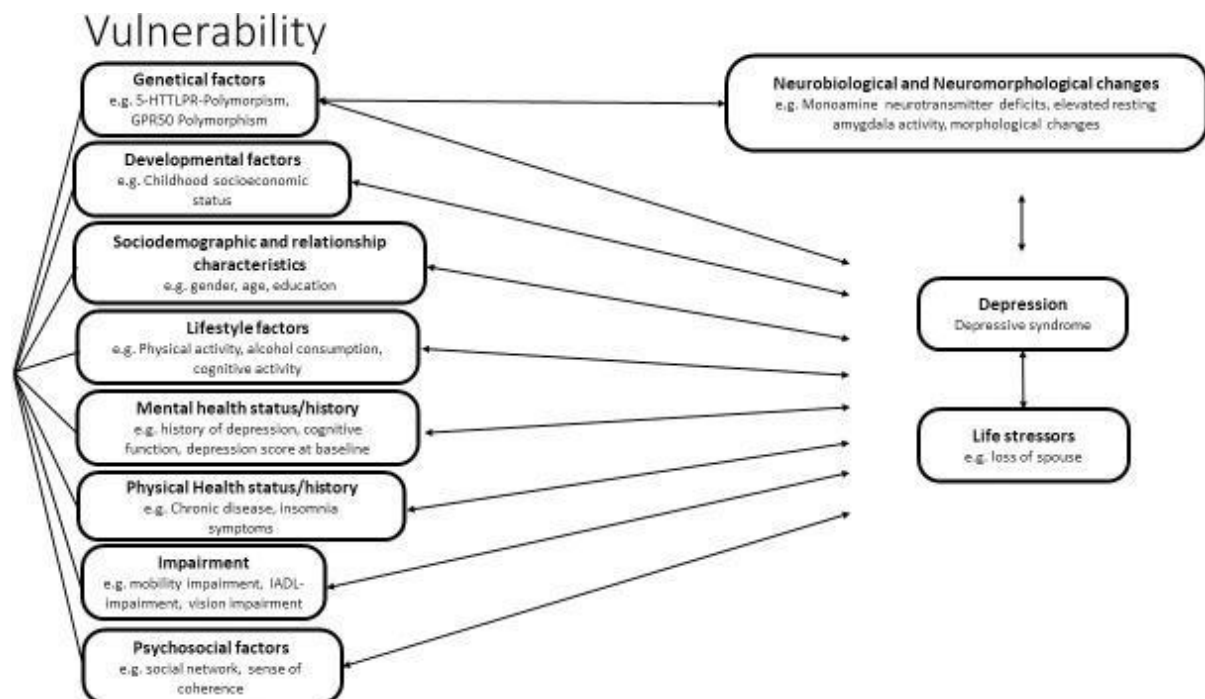 Vulnerability
Genetical factors
e.g. 5-HTTLPR-Polymorpism,
GPR50 Polymorphism
Developmental factors
e.g. Childhood socioeconomic
status
Sociodemographic and relationship
characteristics
e.g. gender, age, education
Lifestyle factors
e.g. Physical activity, alcohol consumption,
cognitive activity
Mental health status/history
e.g. history of depression, cognitive
function, depression score at baseline
Physical Health status/history
e.g. Chronic disease, insomnia
symptoms
Impairment
e.g. mobility impairment, IADL-
impairment, vision impairment
Psychosocial factors
e.g. social network, sense of
coherence
Neurobiological and Neuromorphological changes
e.g. Monoamine neurotransmitter deficits, elevated resting
amygdala activity, morphological changes
Depression
Depressive syndrome
Life stressors
e.g. loss of spouse